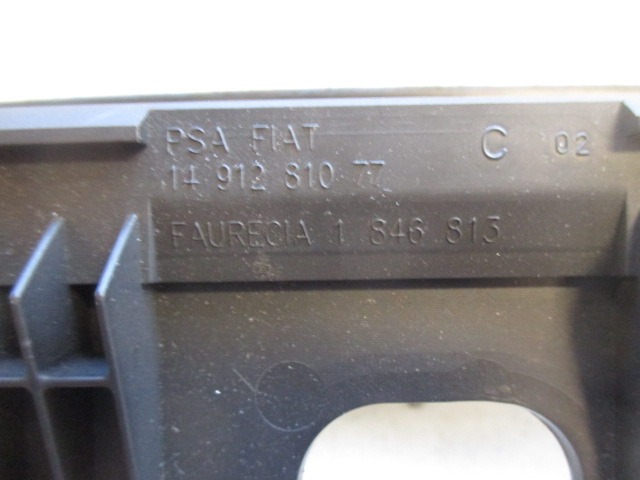 PSA FIAT C 02
14 912 810 77
FAURECIA 1 846 813